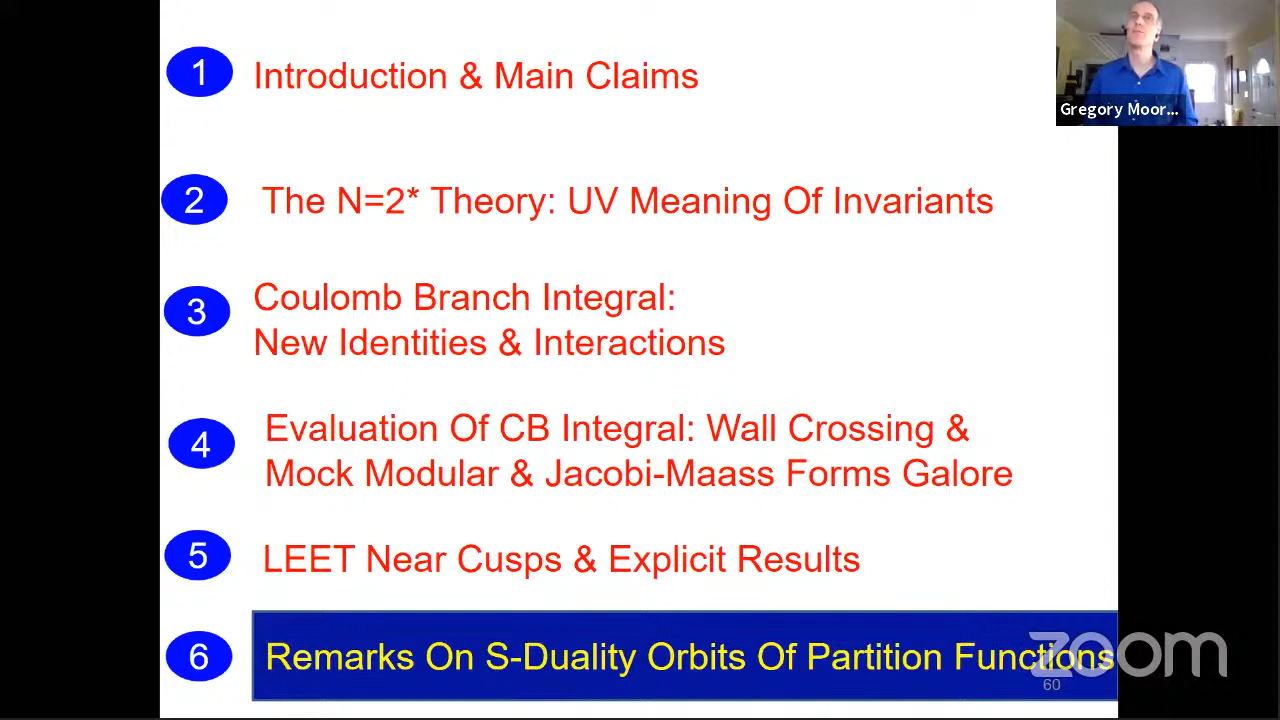 1 Introduction & Main Claims
Gregory Moor...
2 The N=2* Theory: UV Meaning Of Invariants
3 Coulomb Branch Integral:
New Identities & Interactions
4 Evaluation Of CB Integral: Wall Crossing &
Mock Modular & Jacobi-Maass Forms Galore
5 LEET Near Cusps & Explicit Results
6 Remarks On S-Duality Orbits Of Partition Functions
zoom
60